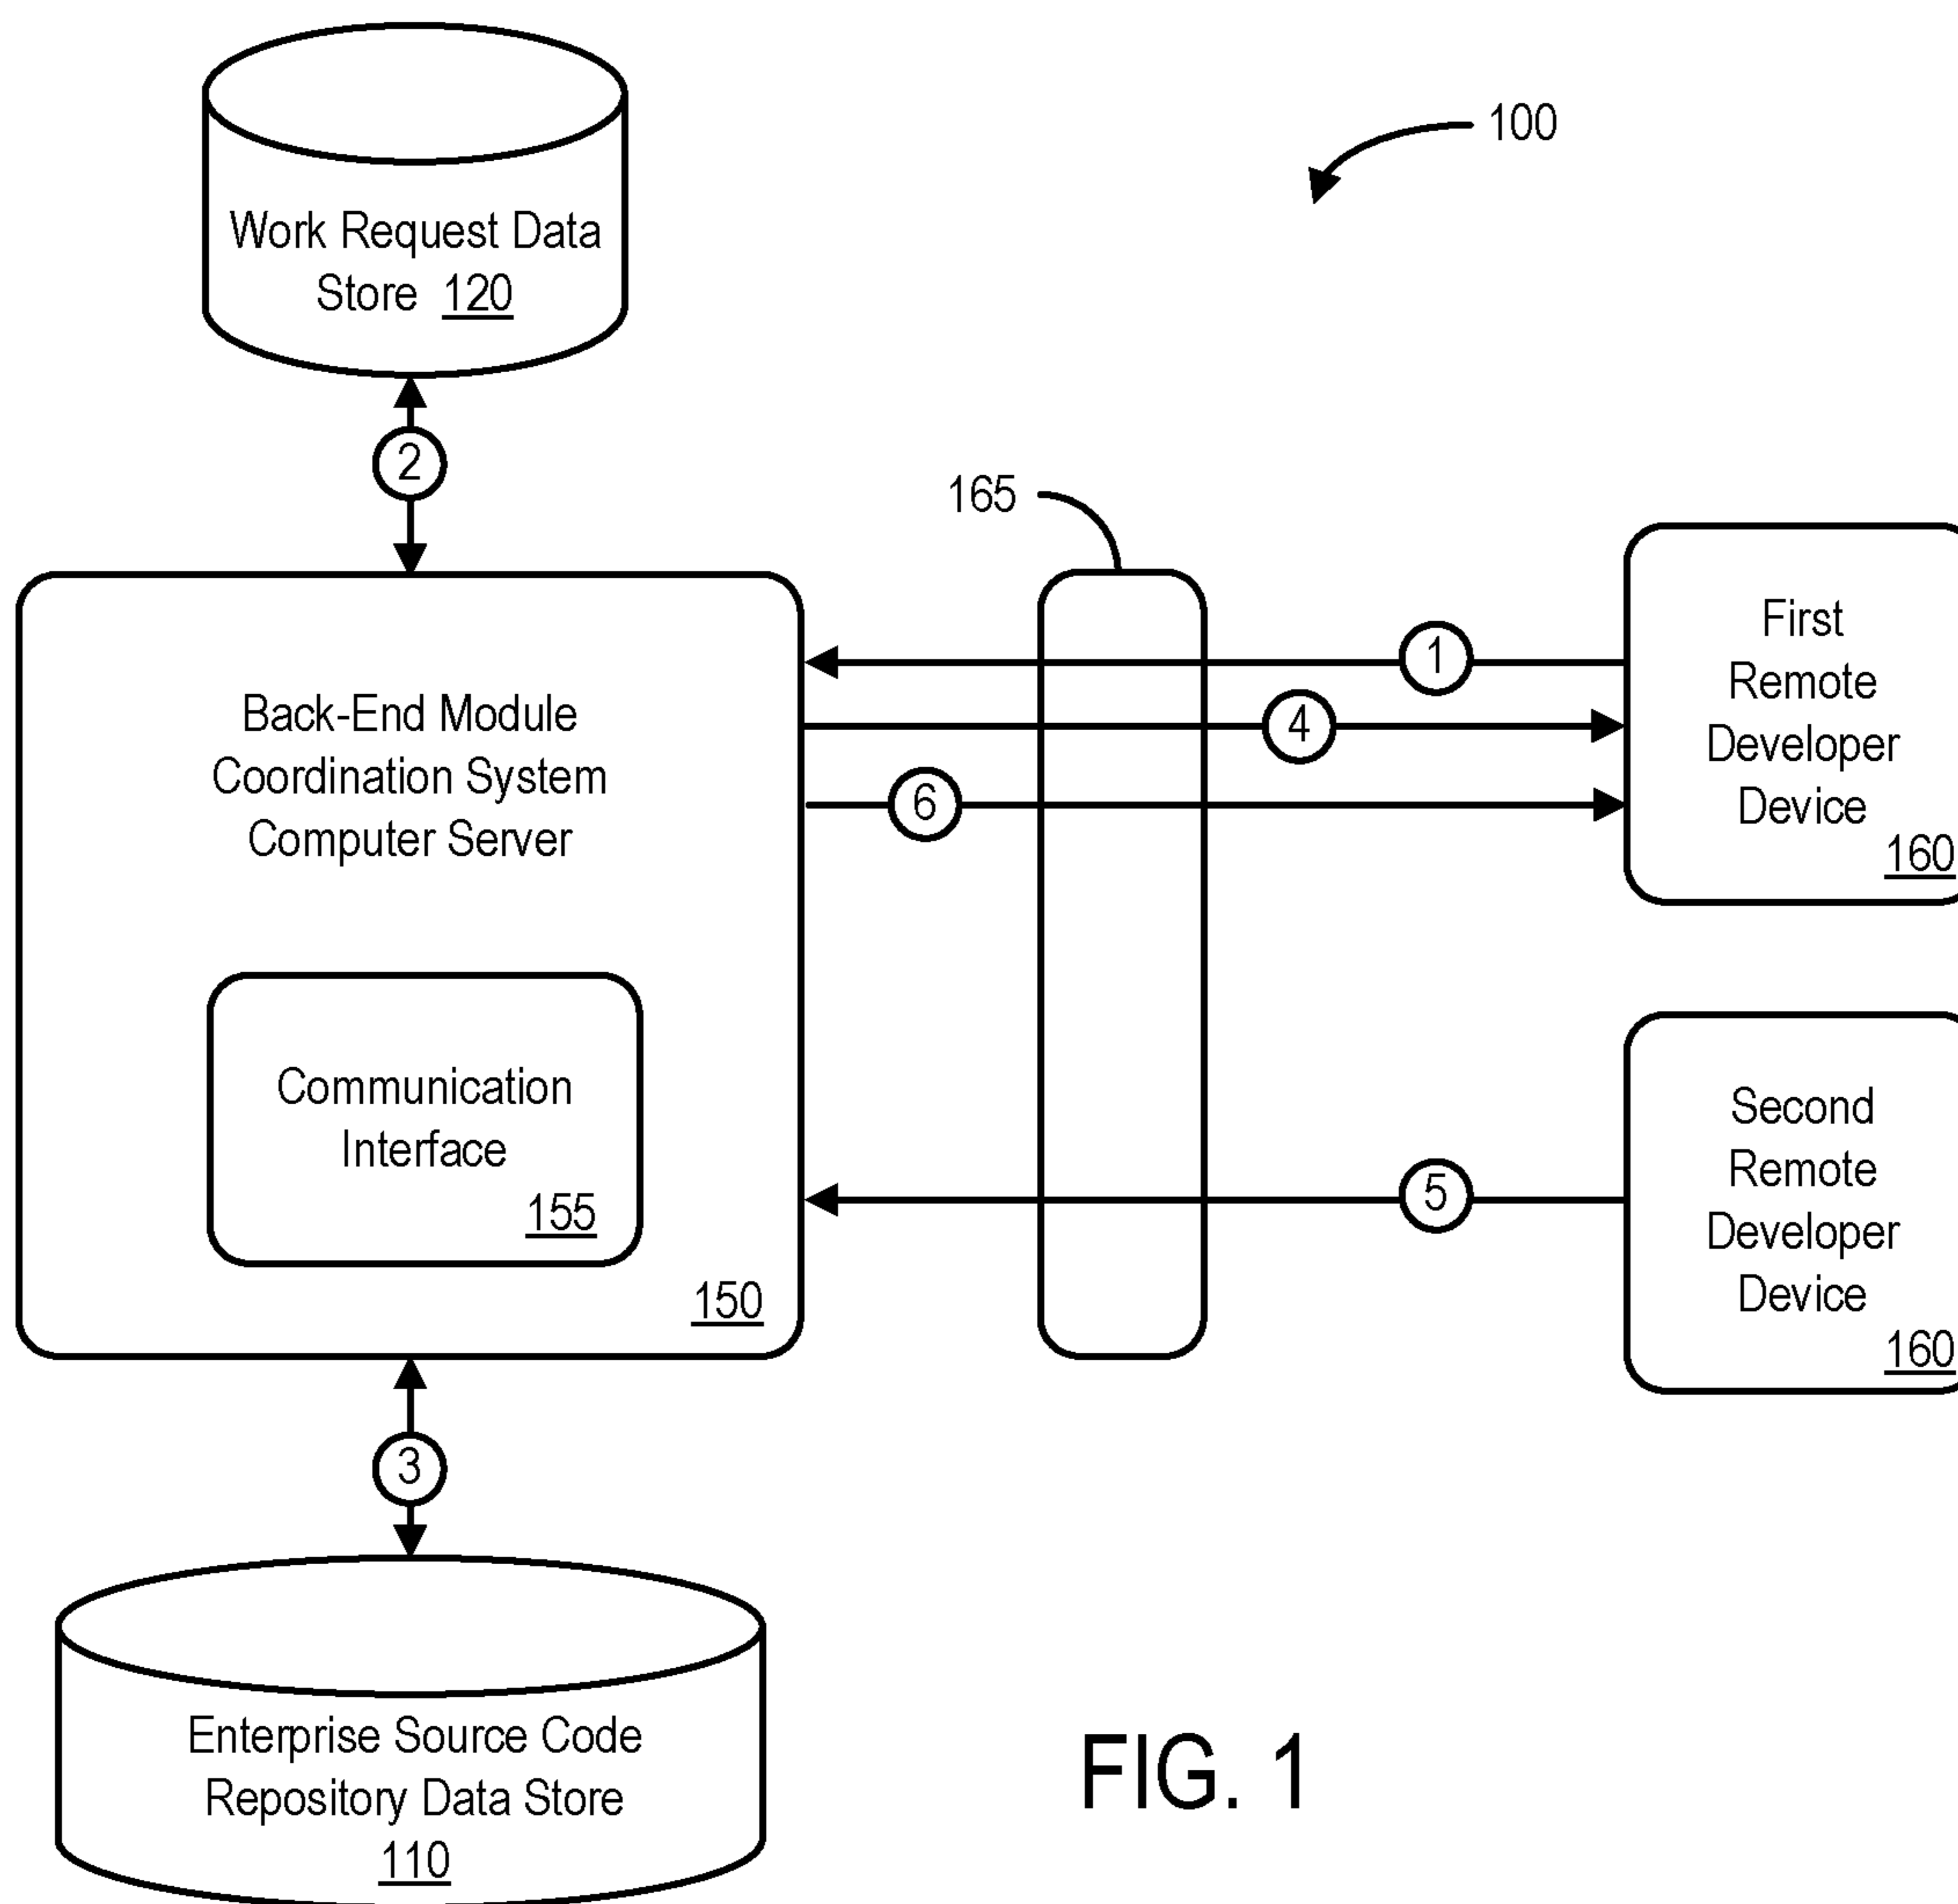 Work Request Data
Store 120
100
2
165
Back-End Module
Coordination System
Computer Server
1
4
6
First
Remote
Developer
Device
160
Communication
Interface
155
150
5
Second
Remote
Developer
Device
160
3
Enterprise Source Code
Repository Data Store
110
FIG. 1